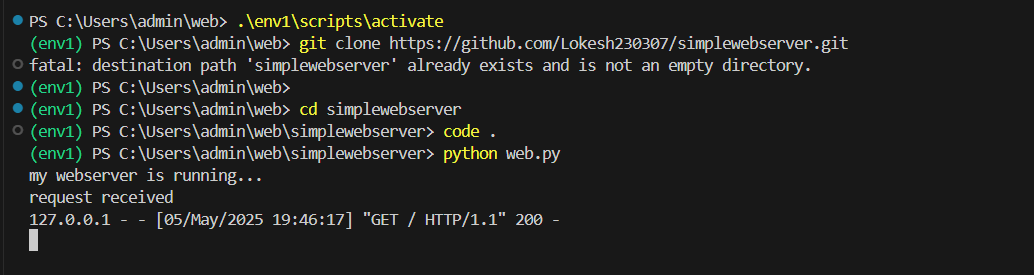 PS C:\Users\admin\web> .\env1\scripts\activate
(env1) PS C:\Users\admin\web> git clone https://github.com/Lokesh230307/simplewebserver.git
fatal: destination path 'simplewebserver' already exists and is not an empty directory.
(env1) PS C:\Users\admin\web>
(env1) PS C:\Users\admin\web> cd simplewebserver
(env1) PS C:\Users\admin\web\simplewebserver> code .
(env1) PS C:\Users\admin\web\simplewebserver> python web.py
my webserver is running...
request received
127.0.0.1 - - [05/May/2025 19:46:17] "GET / HTTP/1.1" 200 -